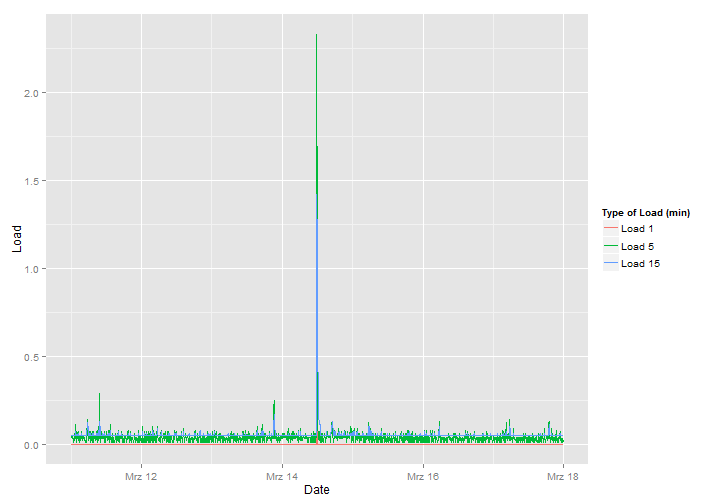 2.0
1.5
1.0
0.5
0.0
Load
Mrz 12
Mrz 14
Mrz 16
Mrz 18
Date
Type of Load (min)
Load 1
Load 5
Load 15